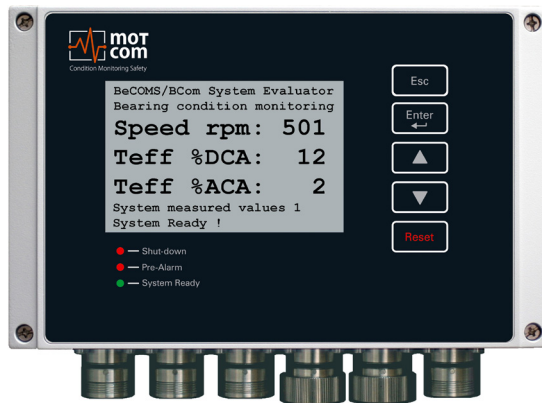 MOT
com
Condition Monitoring Safety
BeCOMS/BCom System Evaluator
Bearing condition monitoring
Speed rpm: 501
Teff %DCA: 12
Teff %ACA: 2
System measured values 1
System Ready !
Shut-down
Pre-Alarm
System Ready
Esc
Enter
Reset